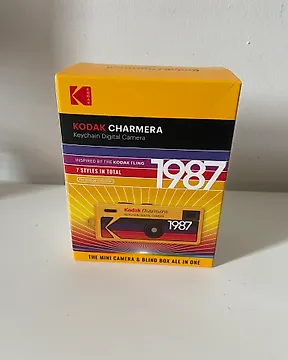 KODAK CHARMERA
Keychain Digital Camera
INSPIRED BY THE KODAK FLING
7 STYLES IN TOTAL
1987
Kodak Charmera
1987
THE MINI CAMERA & BLIND BOX ALL IN ONE